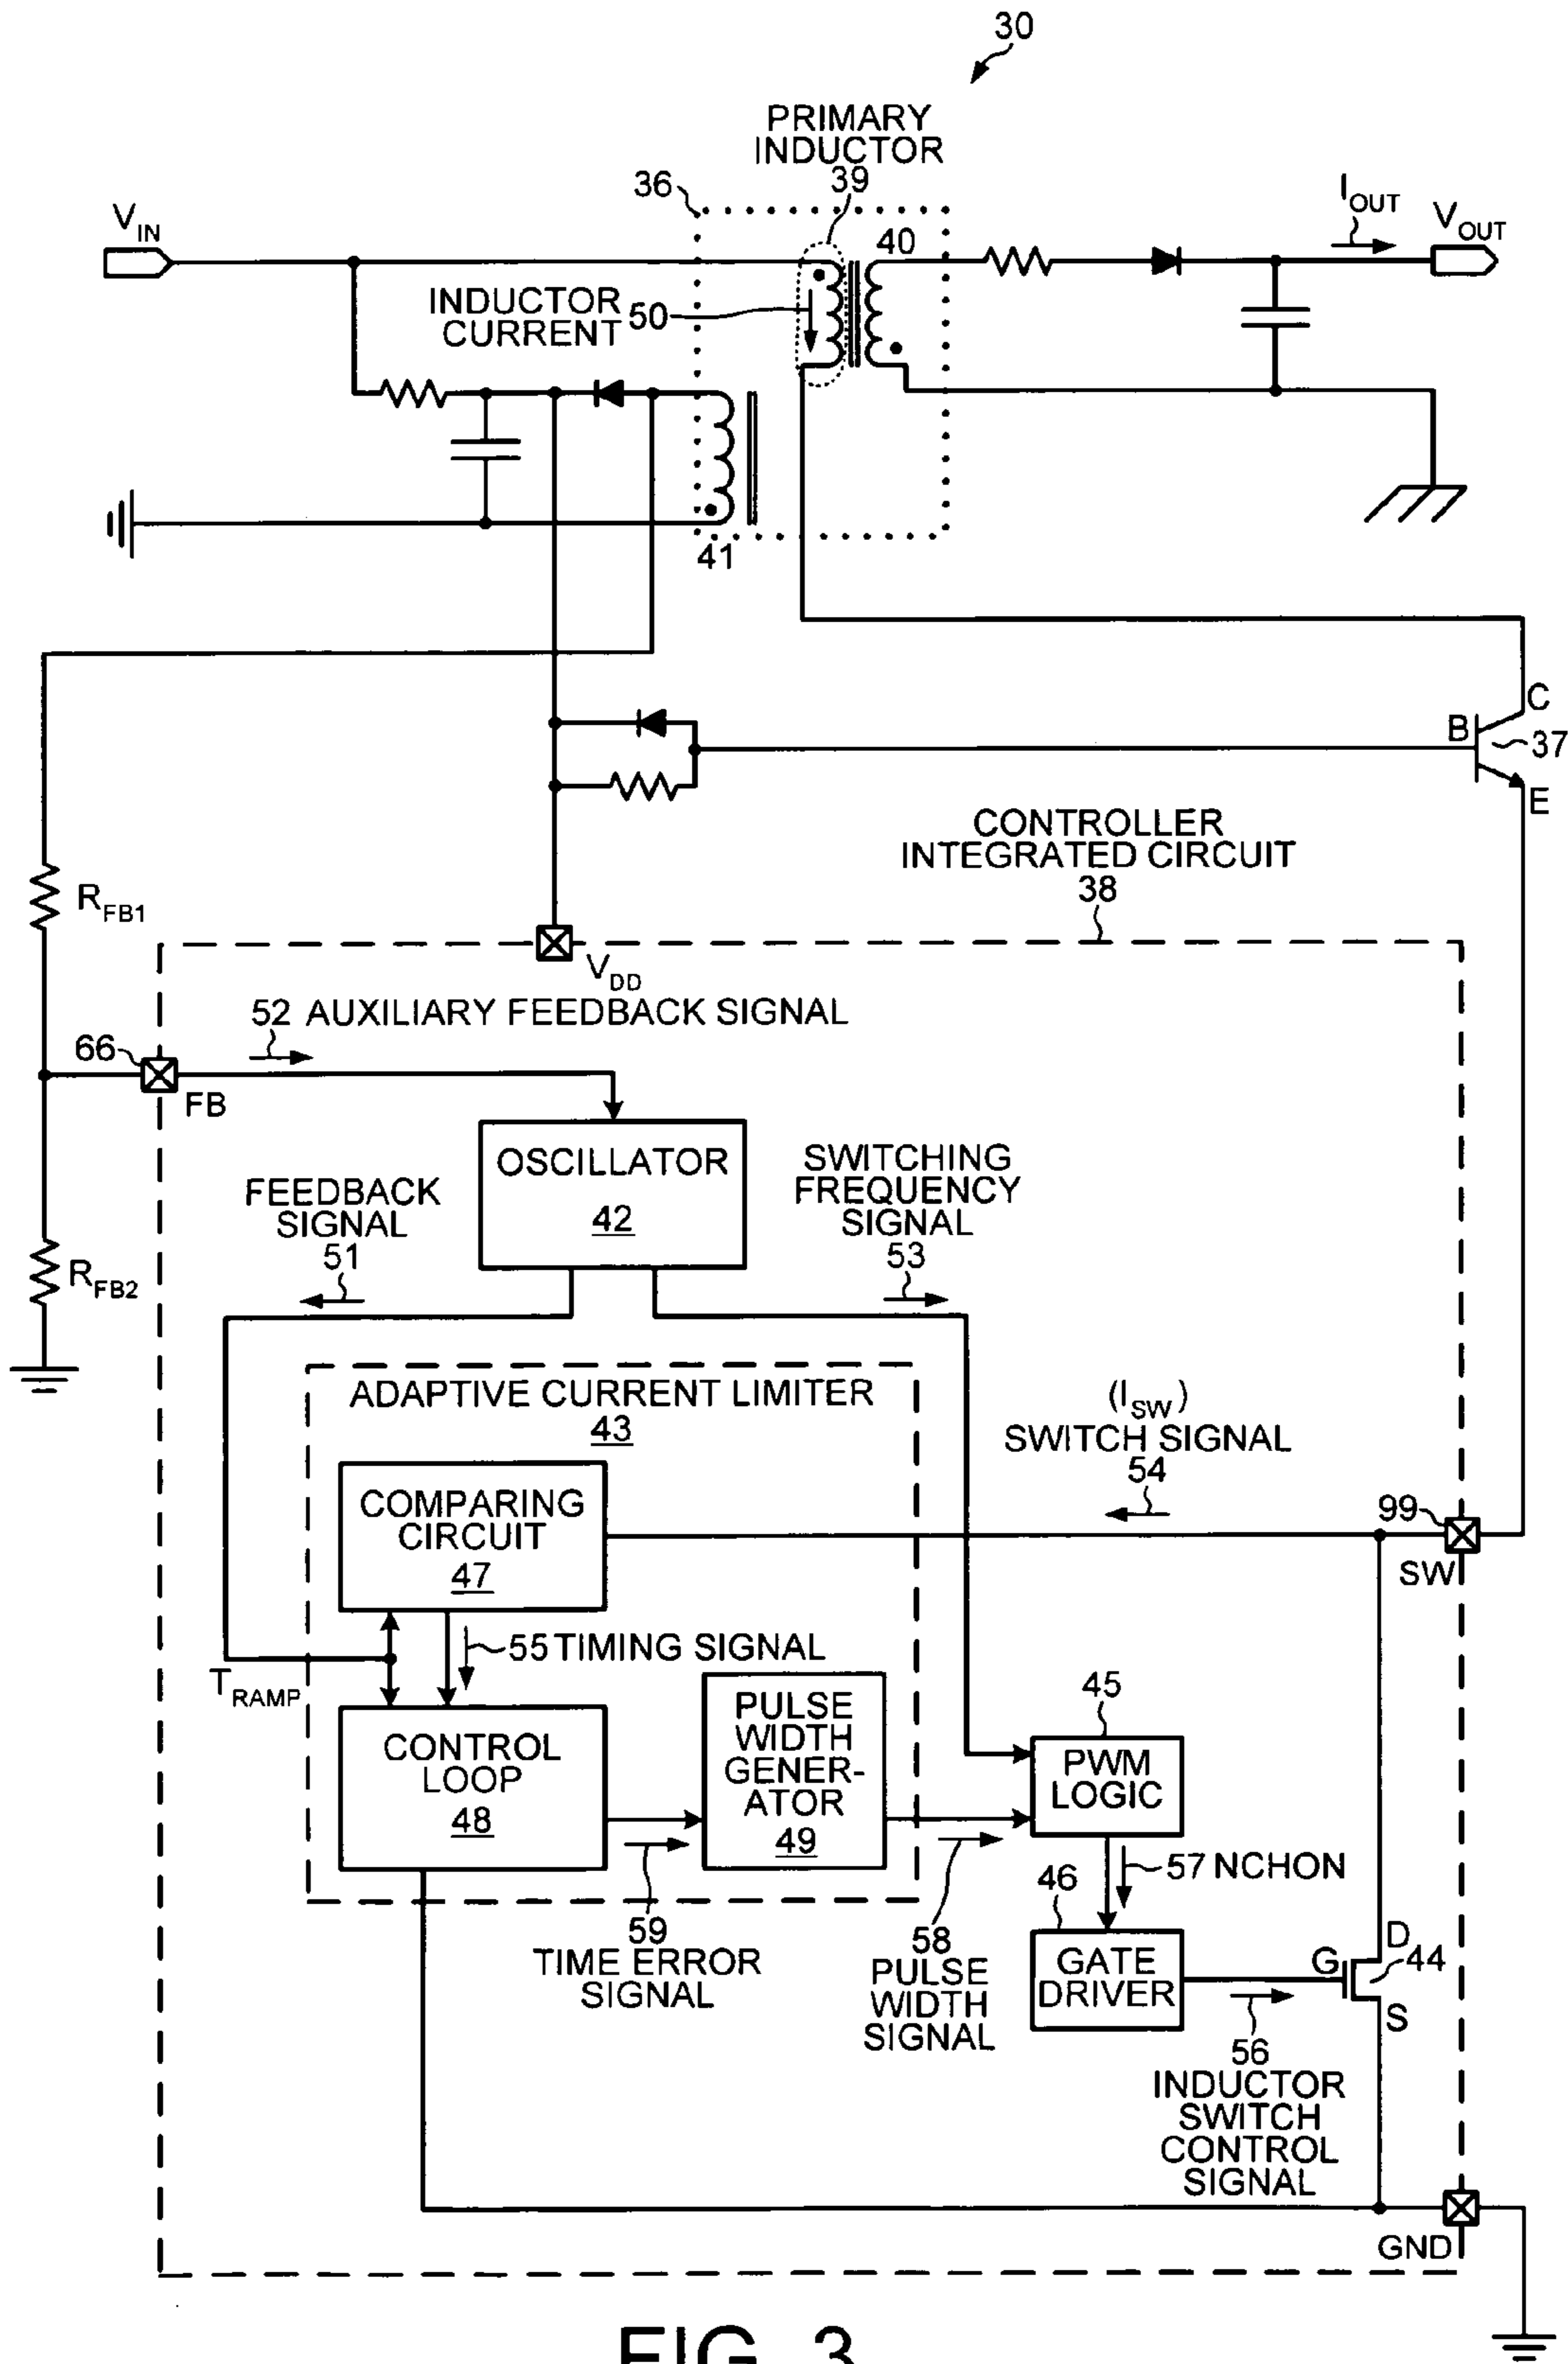 30
PRIMARY
INDUCTOR
39
36
V_IN
40
I_OUT
V_OUT
INDUCTOR
CURRENT
50
41
C
B
37
E
CONTROLLER
INTEGRATED CIRCUIT
38
R_FB1
V_DD
52 AUXILIARY FEEDBACK SIGNAL
66
FB
OSCILLATOR
42
SWITCHING
FREQUENCY
SIGNAL
53
FEEDBACK
SIGNAL
51
R_FB2
ADAPTIVE CURRENT LIMITER
43
(I_SW)
SWITCH SIGNAL
54
COMPARING
CIRCUIT
47
99
SW
55 TIMING SIGNAL
T_RAMP
CONTROL
LOOP
48
PULSE
WIDTH
GENER-
ATOR
49
45
PWM
LOGIC
57 NCHON
46
GATE
DRIVER
59
TIME ERROR
SIGNAL
58
PULSE
WIDTH
SIGNAL
D
G
44
S
56
INDUCTOR
SWITCH
CONTROL
SIGNAL
GND
FIG. 3